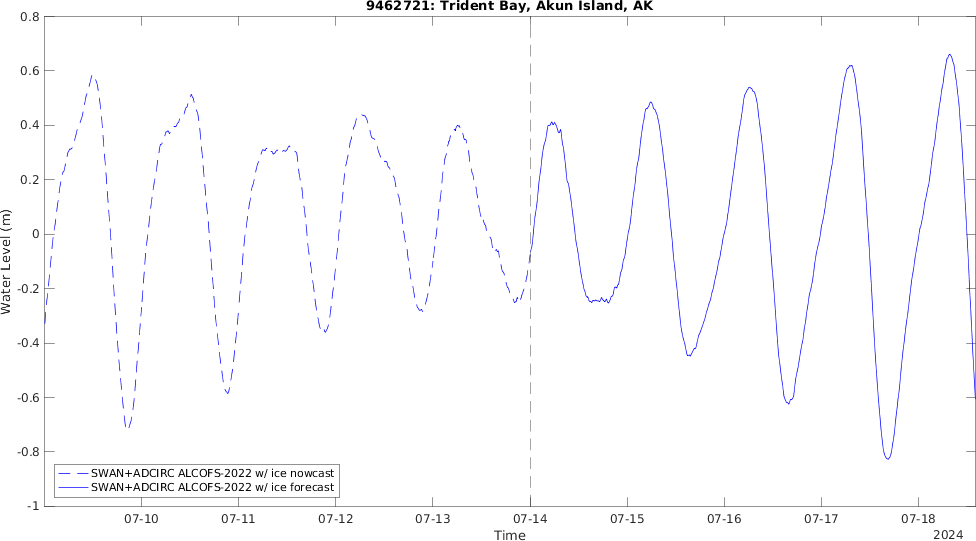 9462721: Trident Bay, Akun Island, AK
Water Level (m)
0.8
0.6
0.4
0.2
0
-0.2
-0.4
-0.6
-0.8
-1
SWAN+ADCIRC ALCOFS-2022 w/ ice nowcast
SWAN+ADCIRC ALCOFS-2022 w/ ice forecast
07-10 07-11 07-12 07-13 07-14 07-15 07-16 07-17 07-18
Time
2024